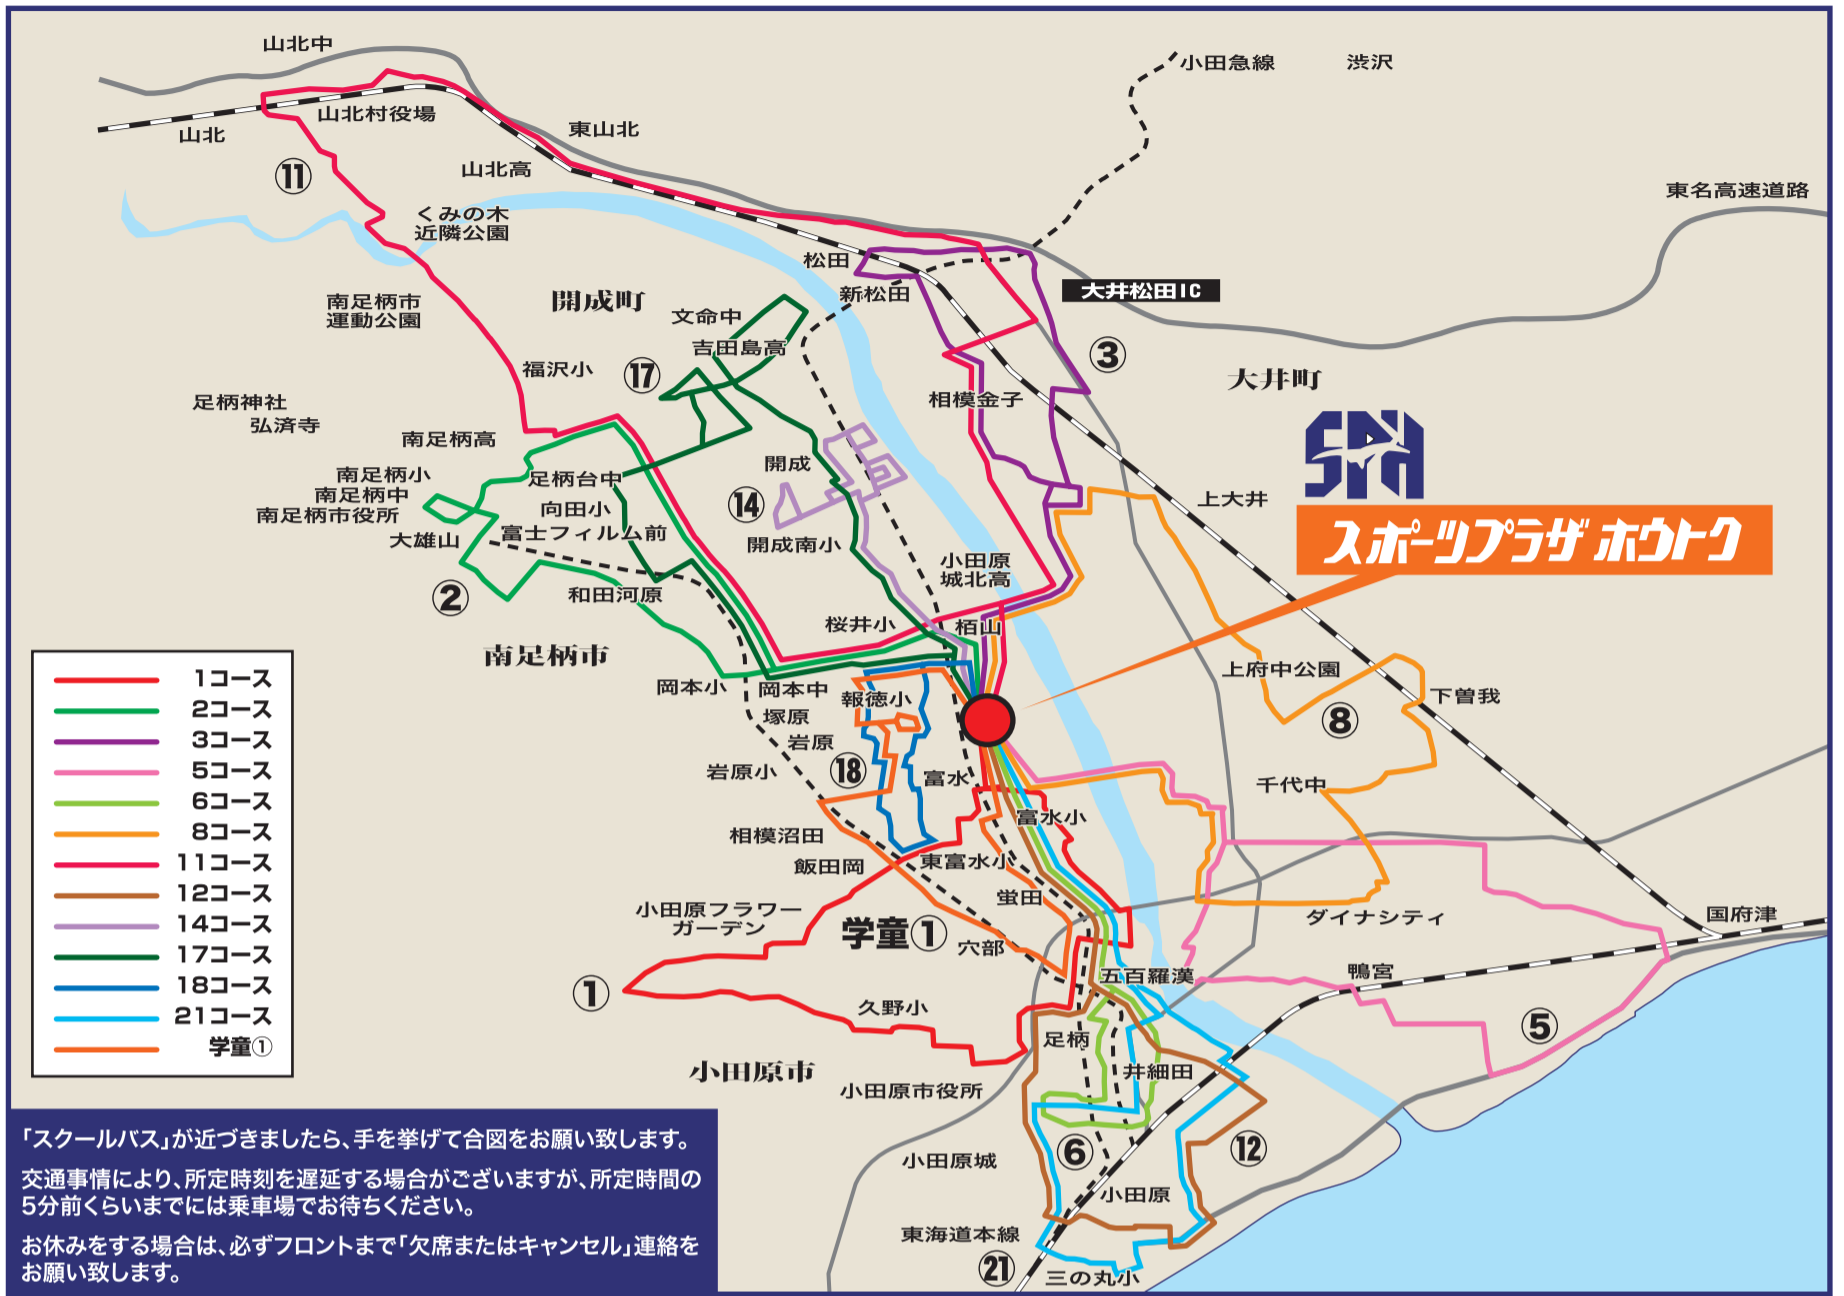 山北中
小田急線
渋沢
山北村役場
山北
東山北
山北高
⑪
東名高速道路
くみの木
近隣公園
松田
新松田
大井松田IC
南足柄市
運動公園
開成町
文命中
吉田島高
③
福沢小
⑰
大井町
足柄神社
弘済寺
相模金子
南足柄高
SPH
南足柄小
南足柄中
南足柄市役所
足柄台中
向田小
富士フィルム前
開成
⑭
開成南小
上大井
スポーツプラザ ホウトク
大雄山
小田原
城北高
②
和田河原
桜井小
栢山
南足柄市
上府中公園
岡本小
岡本中
報徳小
下曽我
塚原
⑧
岩原
岩原小
⑱
富水
千代中
富水小
相模沼田
飯田岡
東富水小
蛍田
小田原フラワー
ガーデン
学童①
穴部
ダイナシティ
国府津
五百羅漢
鴨宮
①
久野小
⑤
足柄
小田原市
井細田
小田原市役所
⑥
⑫
小田原城
小田原
東海道本線
㉑
三の丸小
1コース
2コース
3コース
5コース
6コース
8コース
11コース
12コース
14コース
17コース
18コース
21コース
学童①
「スクールバス」が近づきましたら、手を挙げて合図をお願い致します。
交通事情により、所定時刻を遅延する場合がございますが、所定時間の
5分前くらいまでには乗車場でお待ちください。
お休みをする場合は、必ずフロントまで「欠席またはキャンセル」連絡を
お願い致します。